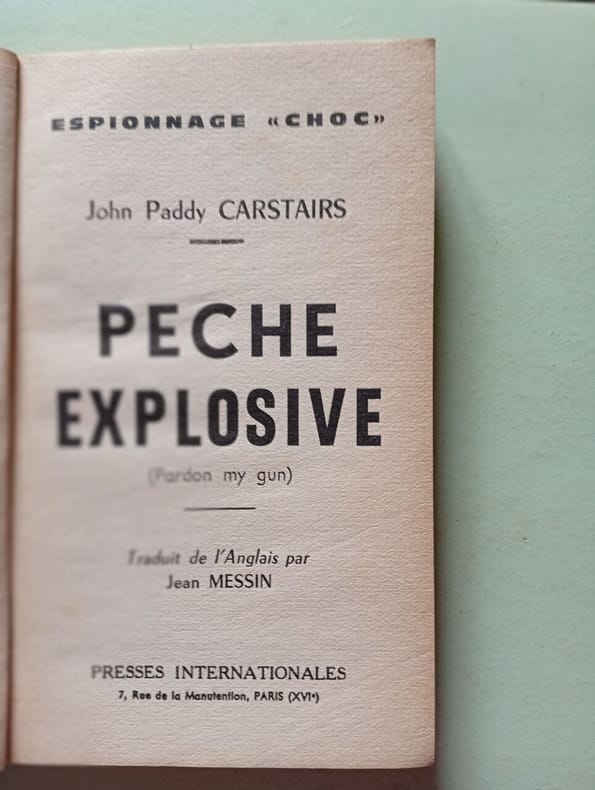 ESPIONNAGE «CHOC»
John Paddy CARSTAIRS
PECHE
EXPLOSIVE
(Pardon my gun)
Traduit de l'Anglais par
Jean MESSIN
PRESSES INTERNATIONALES
7, Rue de la Manutention, PARIS (XVIᵉ)